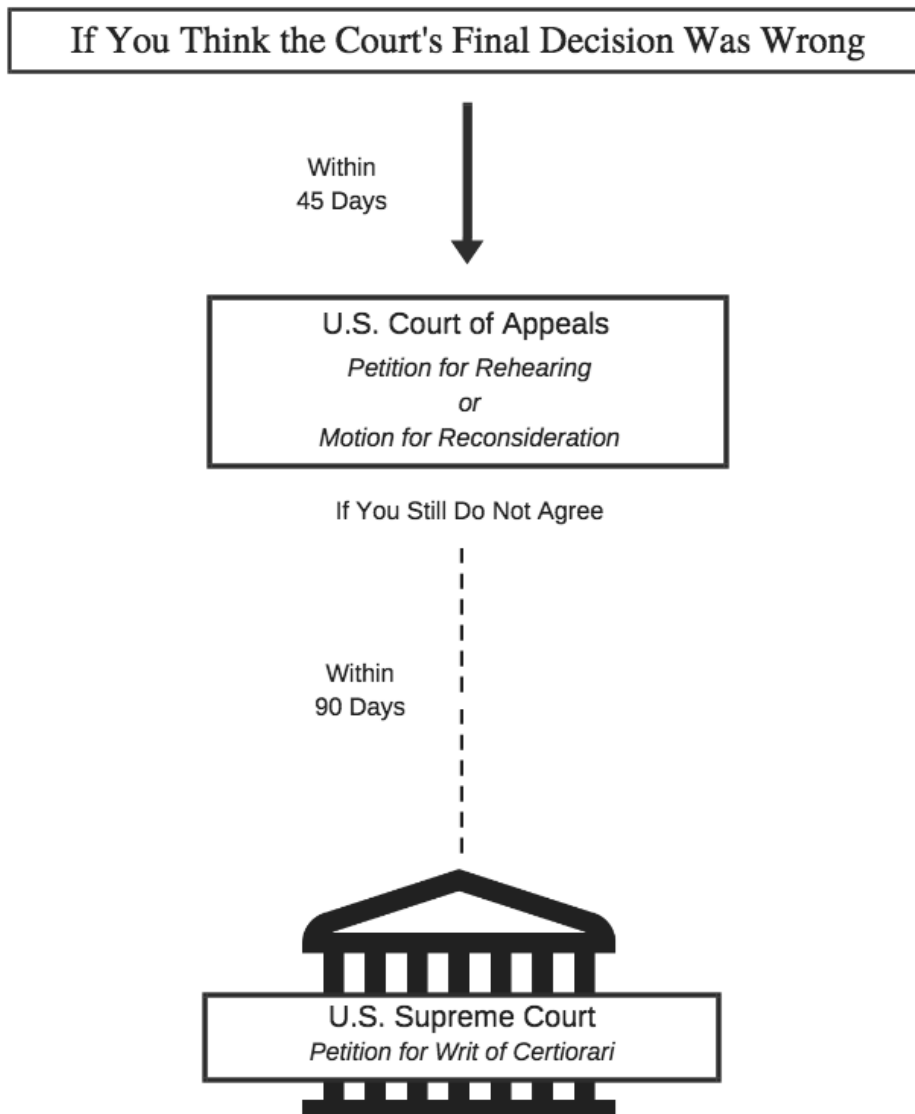 If You Think the Court's Final Decision Was Wrong
Within
45 Days
U.S. Court of Appeals
Petition for Rehearing
or
Motion for Reconsideration
If You Still Do Not Agree
Within
90 Days
U.S. Supreme Court
Petition for Writ of Certiorari